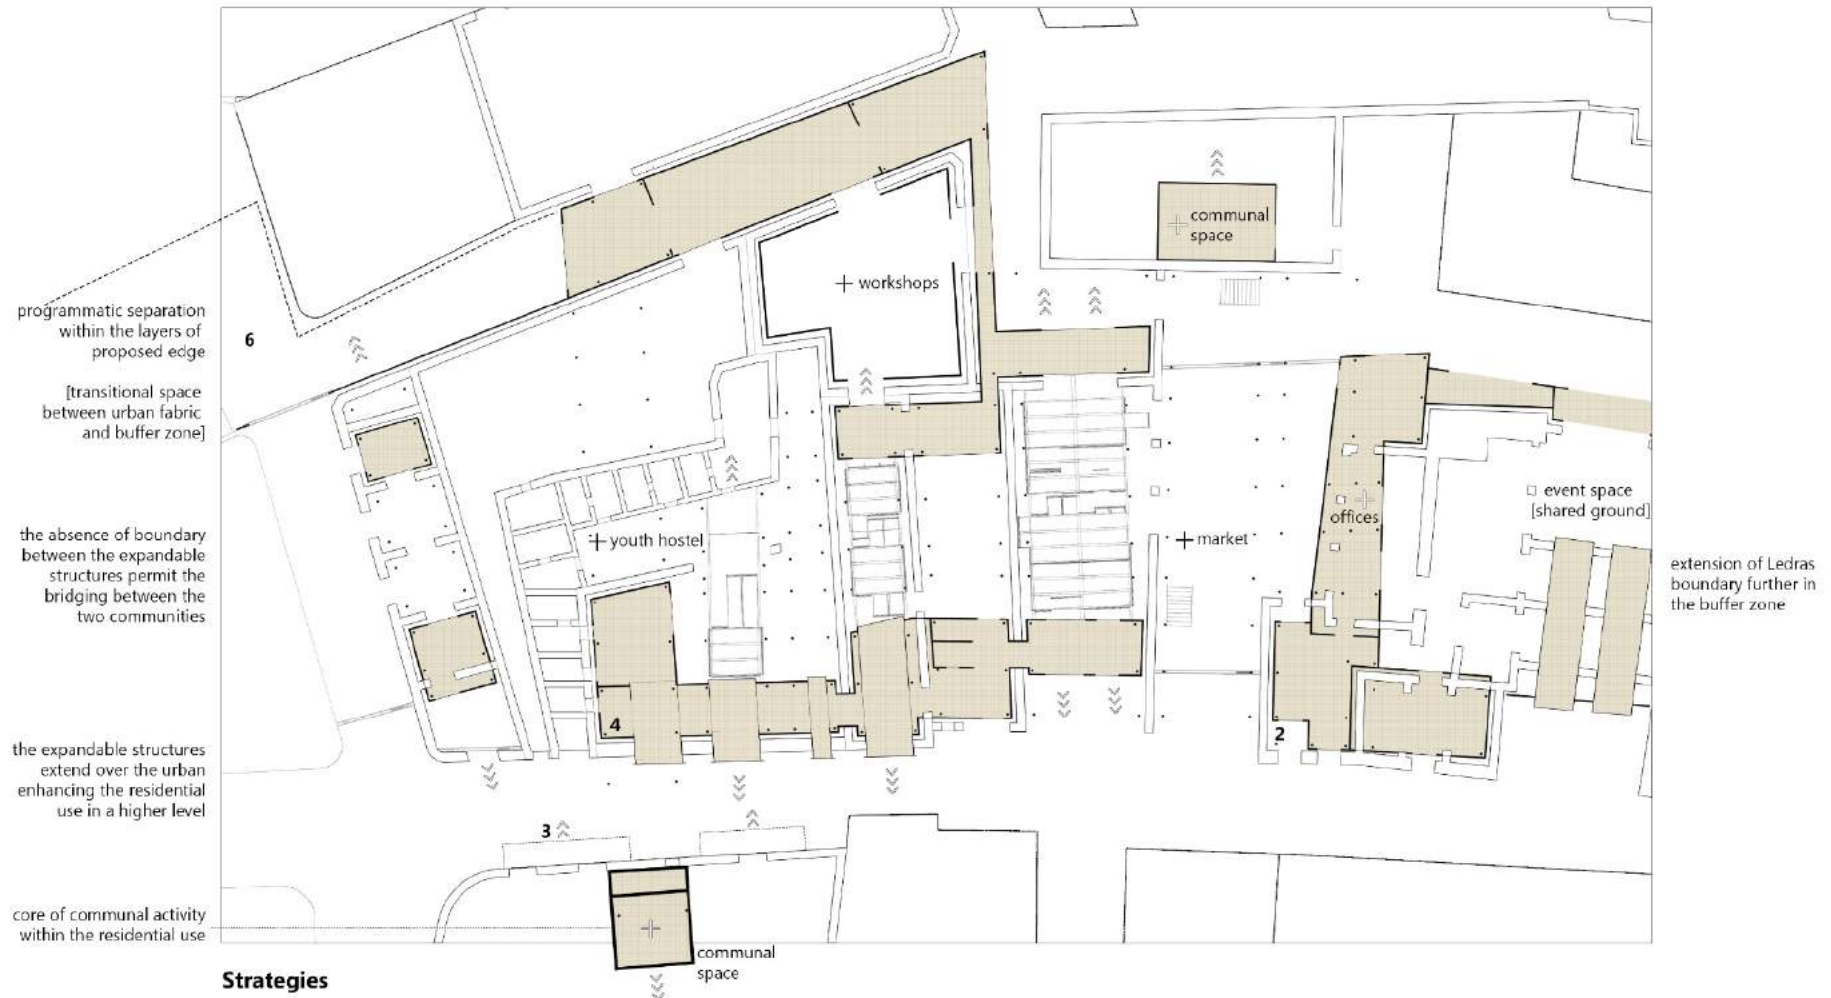 communal
space
workshops
programmatic separation
within the layers of
proposed edge
6
[transitional space
between urban fabric
and buffer zone]
event space
[shared ground]
offices
the absence of boundary
between the expandable
structures permit the
bridging between the
two communities
youth hostel
market
extension of Ledras
boundary further in
the buffer zone
4
2
the expandable structures
extend over the urban
enhancing the residential
use in a higher level
3
core of communal activity
within the residential use
communal
space
Strategies